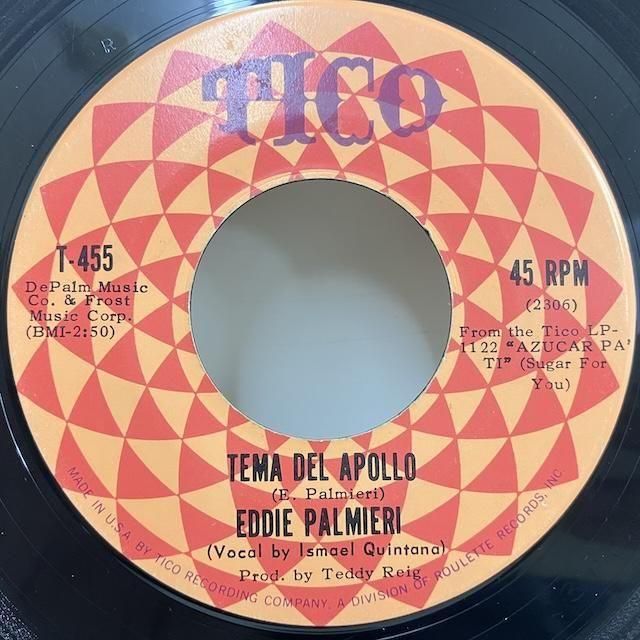 R
TICO
T-455
DePalm Music
Co. & Frost
Music Corp.
(BMI-2:50)
45 RPM
(2306)
From the Tico LP-
1122 "AZUCAR PA'
TI" (Sugar For
You)
TEMA DEL APOLLO
(E. Palmieri)
EDDIE PALMIERI
(Vocal by Ismael Quintana)
Prod. by Teddy Reig
MADE IN U.S.A. BY TICO RECORDING COMPANY, A DIVISION OF ROULETTE RECORDS, INC.